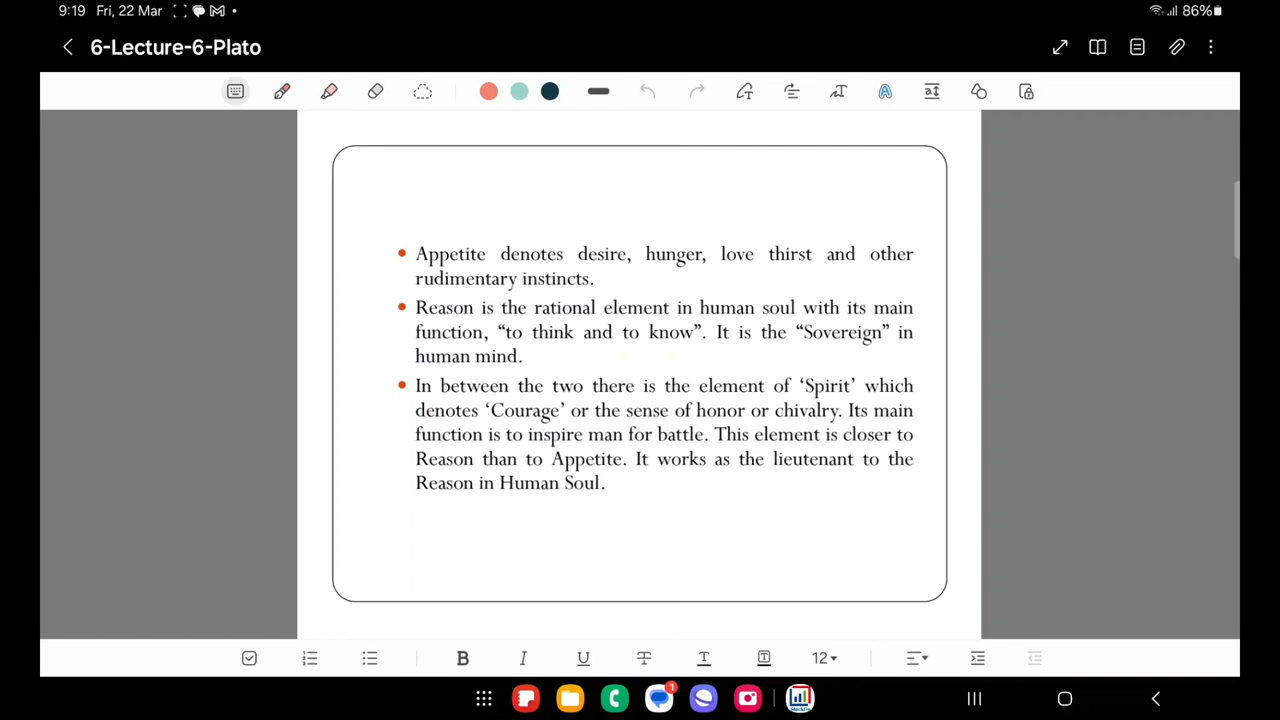 9:19 Fri, 22 Mar
86%
6-Lecture-6-Plato
• Appetite denotes desire, hunger, love thirst and other
rudimentary instincts.
• Reason is the rational element in human soul with its main
function, “to think and to know”. It is the “Sovereign” in
human mind.
• In between the two there is the element of ‘Spirit’ which
denotes ‘Courage’ or the sense of honor or chivalry. Its main
function is to inspire man for battle. This element is closer to
Reason than to Appetite. It works as the lieutenant to the
Reason in Human Soul.
B I U T T T 12
1